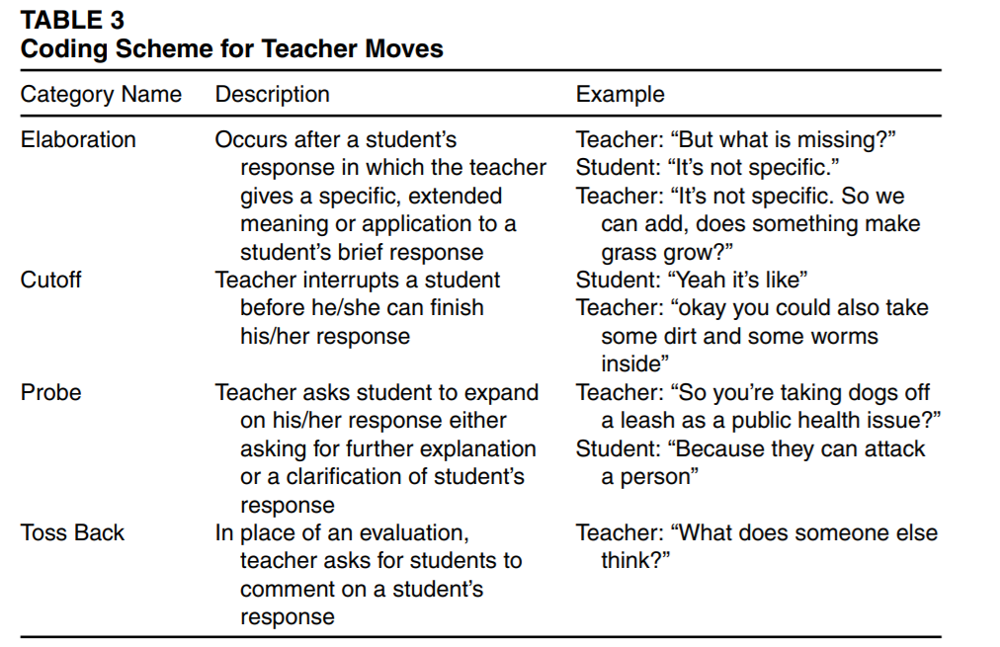 TABLE 3
Coding Scheme for Teacher Moves
Category Name Description Example
Elaboration Occurs after a student’s Teacher: “But what is missing?”
response in which the teacher Student: “It’s not specific.”
gives a specific, extended Teacher: “It’s not specific. So we
meaning or application to a can add, does something make
student’s brief response grass grow?”
Cutoff Teacher interrupts a student Student: “Yeah it’s like”
before he/she can finish Teacher: “okay you could also take
his/her response some dirt and some worms
inside”
Probe Teacher asks student to expand Teacher: “So you’re taking dogs off
on his/her response either a leash as a public health issue?”
asking for further explanation Student: “Because they can attack
or a clarification of student’s a person”
response
Toss Back In place of an evaluation, Teacher: “What does someone else
teacher asks for students to think?”
comment on a student’s
response